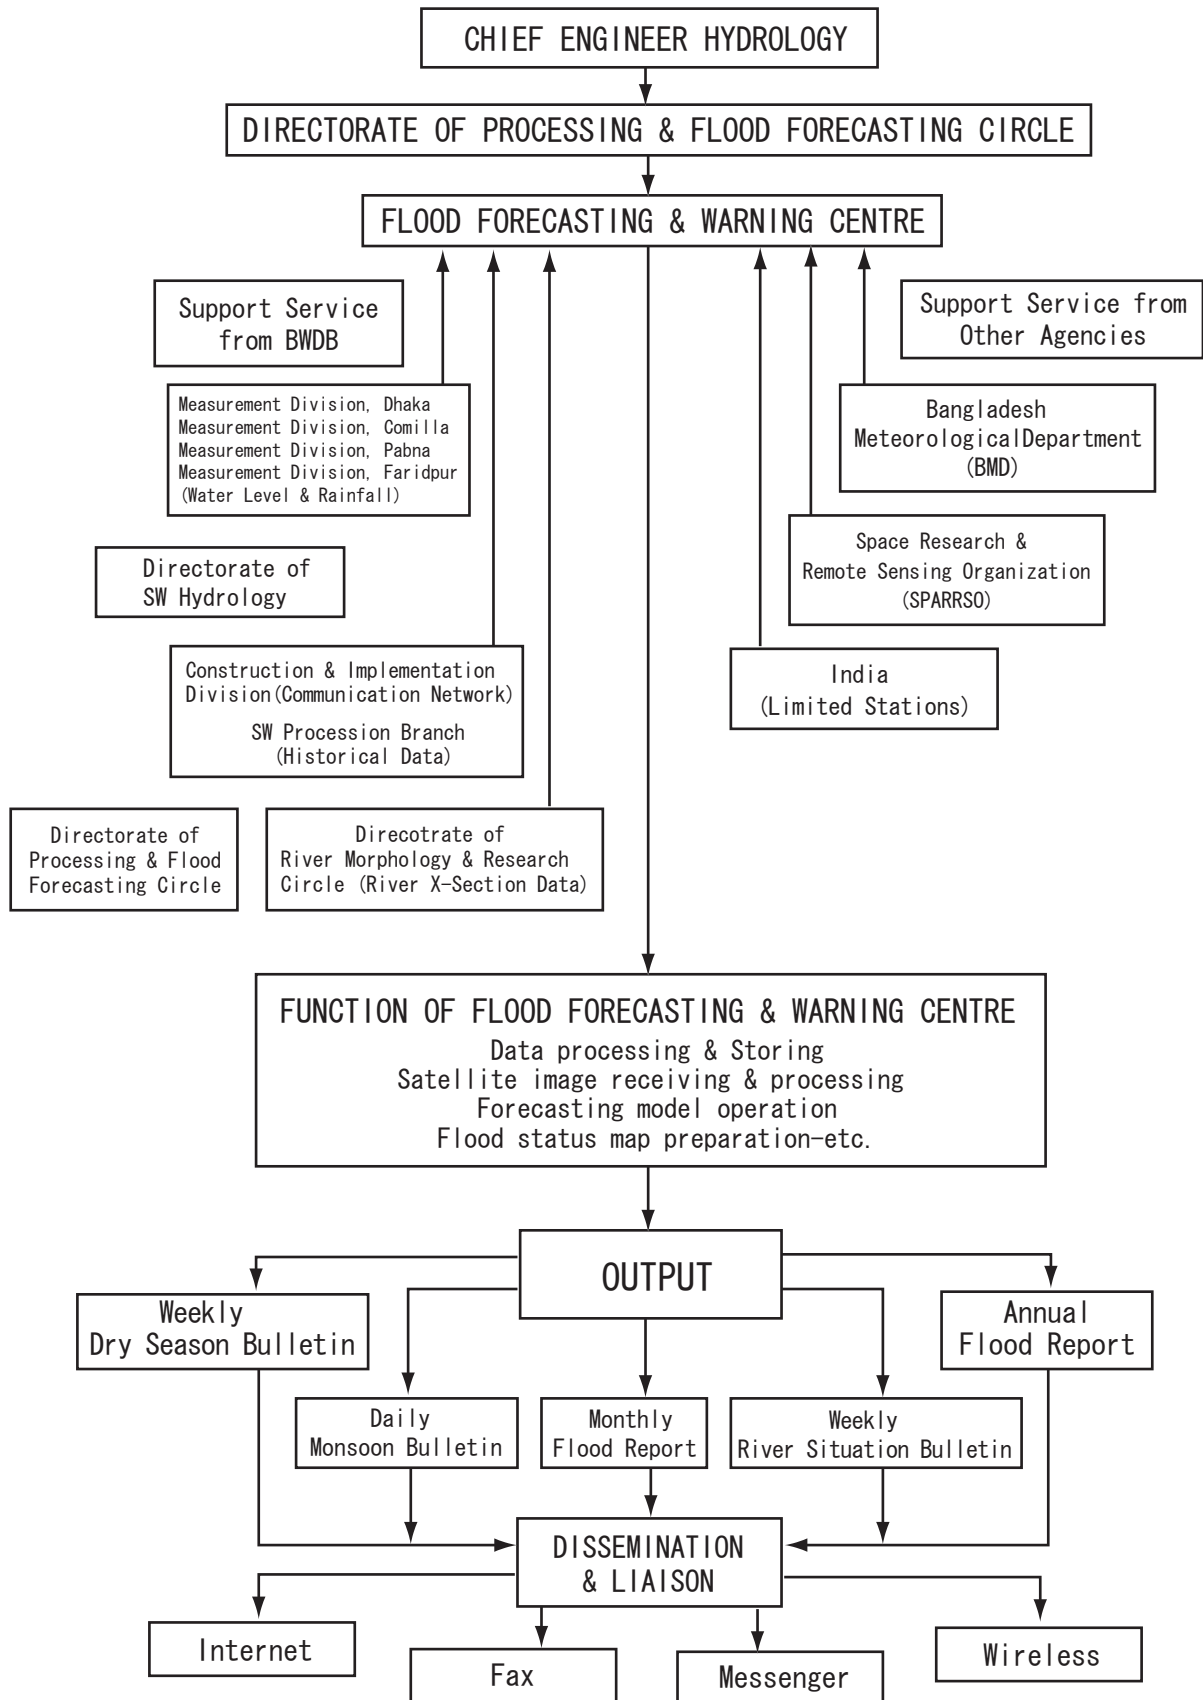 CHIEF ENGINEER HYDROLOGY
DIRECTORATE OF PROCESSING & FLOOD FORECASTING CIRCLE
FLOOD FORECASTING & WARNING CENTRE
Support Service
from BWDB
Support Service from
Other Agencies
Measurement Division, Dhaka
Measurement Division, Comilla
Measurement Division, Pabna
Measurement Division, Faridpur
(Water Level & Rainfall)
Bangladesh
MeteorologicalDepartment
(BMD)
Space Research &
Remote Sensing Organization
(SPARRSO)
Directorate of
SW Hydrology
Construction & Implementation
Division(Communication Network)
SW Procession Branch
(Historical Data)
India
(Limited Stations)
Directorate of
Processing & Flood
Forecasting Circle
Direcotrate of
River Morphology & Research
Circle (River X-Section Data)
FUNCTION OF FLOOD FORECASTING & WARNING CENTRE
Data processing & Storing
Satellite image receiving & processing
Forecasting model operation
Flood status map preparation-etc.
OUTPUT
Weekly
Dry Season Bulletin
Annual
Flood Report
Daily
Monsoon Bulletin
Monthly
Flood Report
Weekly
River Situation Bulletin
DISSEMINATION
& LIAISON
Internet
Fax
Messenger
Wireless